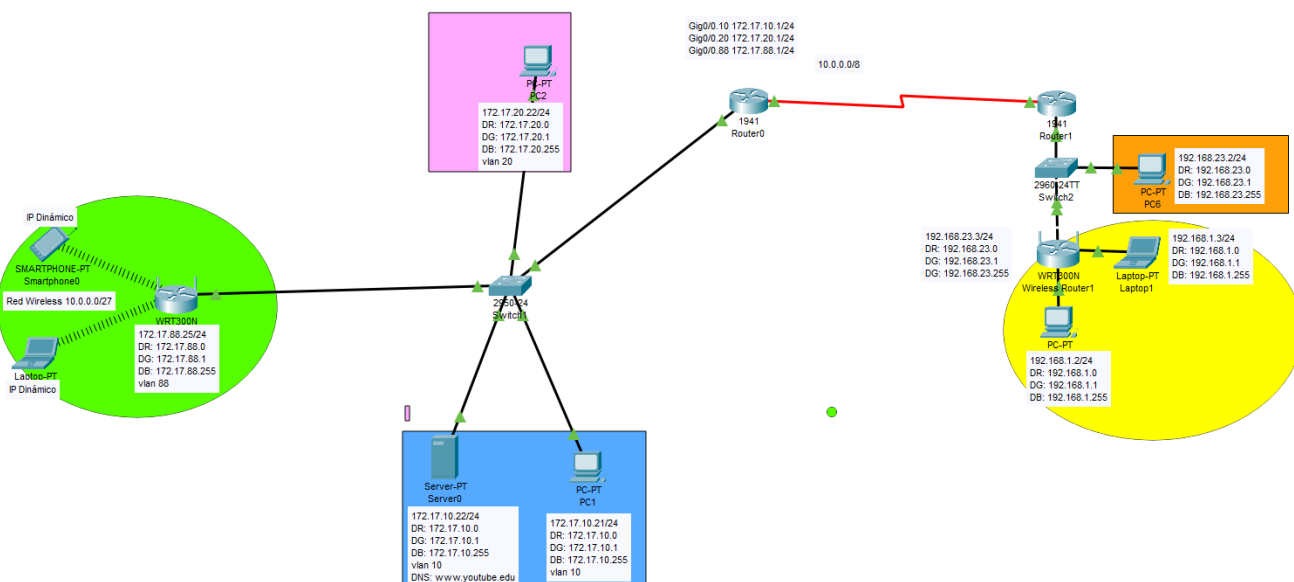 Gig0/0.10 172.17.10.1/24
Gig0/0.20 172.17.20.1/24
Gig0/0.88 172.17.88.1/24
10.0.0.0/8
1941
Router0
1941
Router1
PC-PT
PC2
172.17.20.22/24
DR: 172.17.20.0
DG: 172.17.20.1
DB: 172.17.20.255
vlan 20
2960-24TT
Switch2
PC-PT
PC6
192.168.23.2/24
DR: 192.168.23.0
DG: 192.168.23.1
DB: 192.168.23.255
192.168.23.3/24
DR: 192.168.23.0
DG: 192.168.23.1
DG: 192.168.23.255
WRT300N
Wireless Router1
Laptop-PT
Laptop1
192.168.1.3/24
DR: 192.168.1.0
DG: 192.168.1.1
DB: 192.168.1.255
PC-PT
192.168.1.2/24
DR: 192.168.1.0
DG: 192.168.1.1
DB: 192.168.1.255
IP Dinámico
SMARTPHONE-PT
Smartphone0
Red Wireless 10.0.0.0/27
WRT300N
172.17.88.25/24
DR: 172.17.88.0
DG: 172.17.88.1
DB: 172.17.88.255
vlan 88
Laptop-PT
IP Dinámico
2950-24
Switch1
Server-PT
Server0
172.17.10.22/24
DR: 172.17.10.0
DG: 172.17.10.1
DB: 172.17.10.255
vlan 10
DNS: www.youtube.edu
PC-PT
PC1
172.17.10.21/24
DR: 172.17.10.0
DG: 172.17.10.1
DB: 172.17.10.255
vlan 10